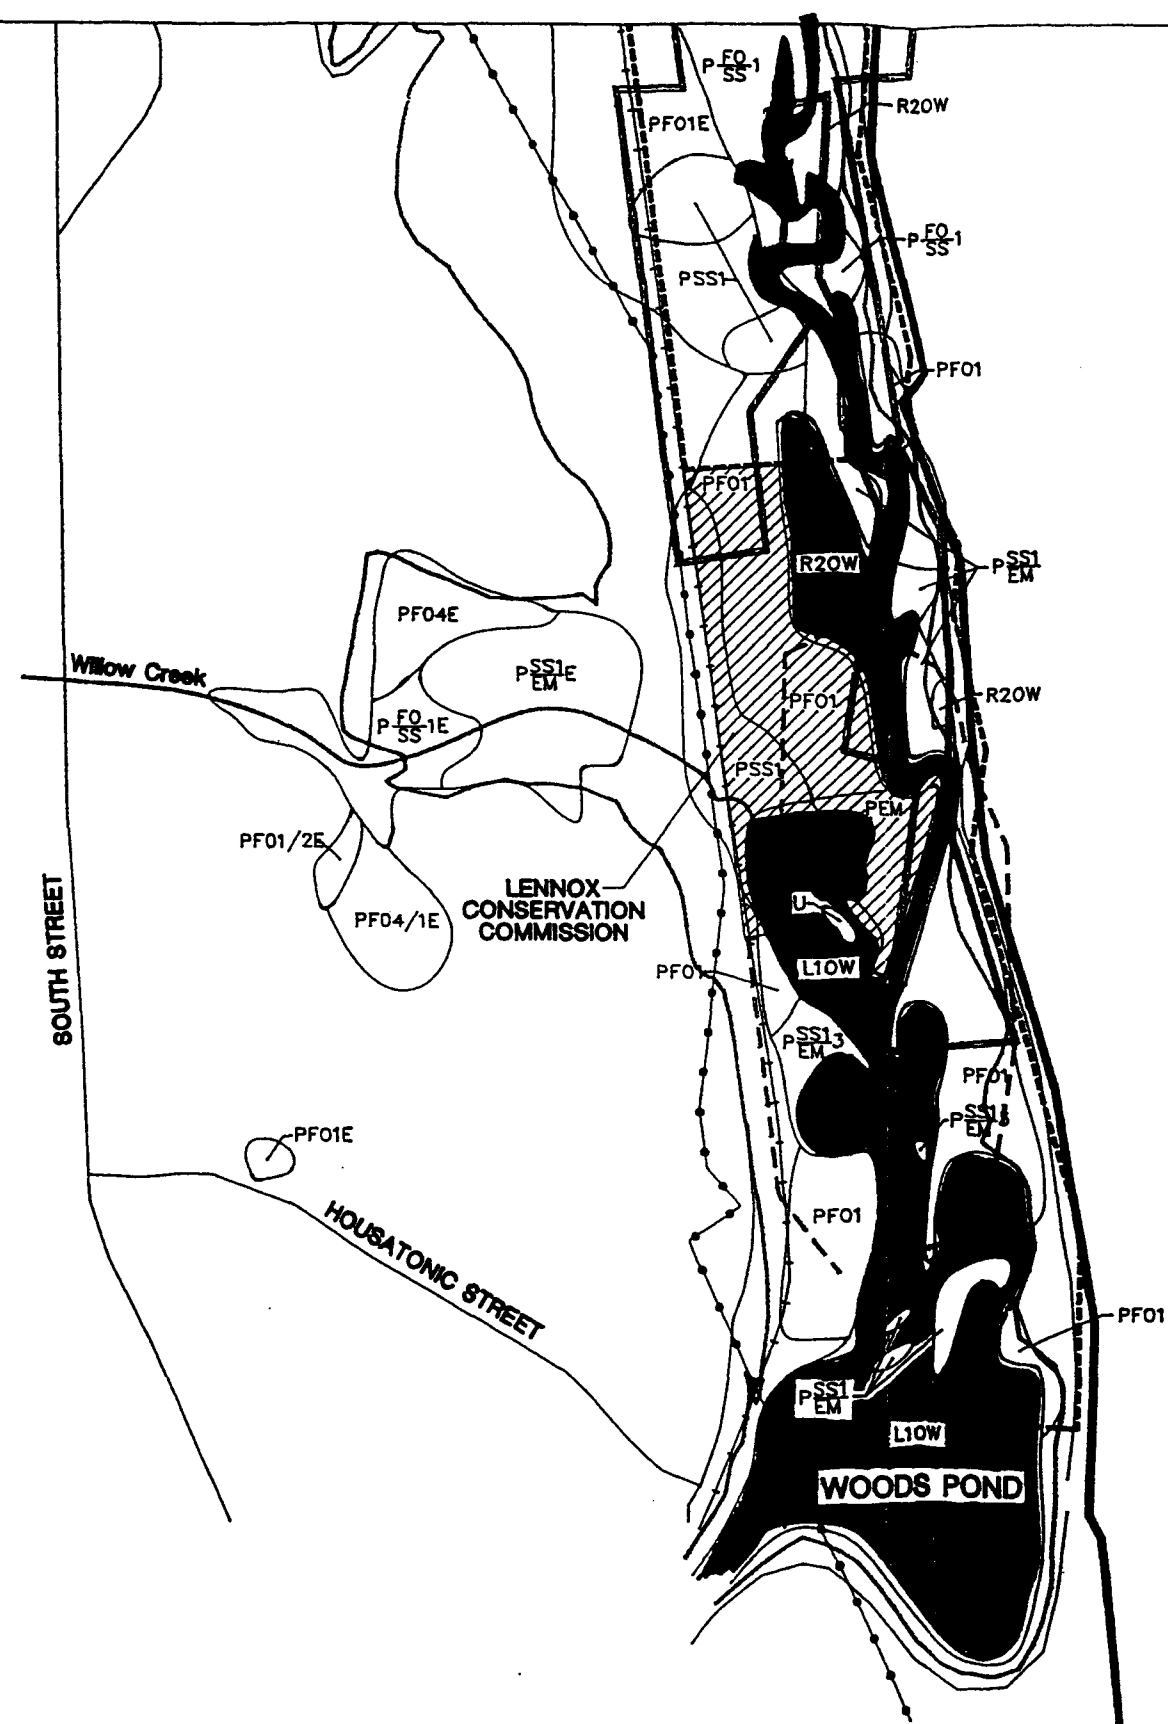 P FO 1
SS
R2OW
PFO1E
P FO 1
SS
PSS1
PFO1
PFO1
R2OW
P SS1
EM
PFO4E
P SS1 E
EM
Willow Creek
PFO1
R2OW
P FO 1E
SS
PSS1
PEM
PFO1/2E
LENNOX
CONSERVATION
COMMISSION
U
PFO4/1E
SOUTH STREET
PFO1
L1OW
P SS1 3
EM
PFO1
P SS1 3
EM
PFO1E
PFO1
HOUSATONIC STREET
PFO1
P SS1
EM
L1OW
WOODS POND